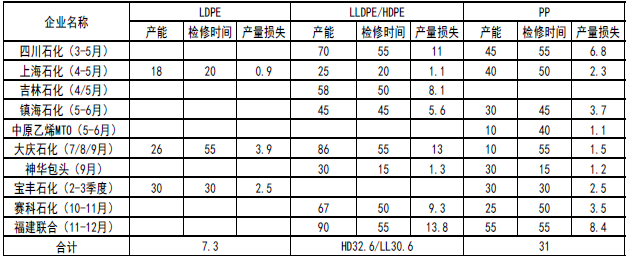 企业名称 LDPE LLDPE/HDPE PP
产能 检修时间 产量损失 产能 检修时间 产量损失 产能 检修时间 产量损失
四川石化（3-5月） 70 55 11 45 55 6.8
上海石化（4-5月） 18 20 0.9 25 20 1.1 40 50 2.3
吉林石化（4/5月） 58 50 8.1
镇海石化（5-6月） 45 45 5.6 30 45 3.7
中原乙烯MTO（5-6月） 10 40 1.1
大庆石化（7/8/9月） 26 55 3.9 86 55 13 10 55 1.5
神华包头（9月） 30 15 1.3 30 15 1.2
宝丰石化（2-3季度） 30 30 2.5 30 30 2.5
赛科石化（10-11月） 67 50 9.3 25 50 3.5
福建联合（11-12月） 90 55 13.8 55 55 8.4
合计 7.3 HD32.6/LL30.6 31